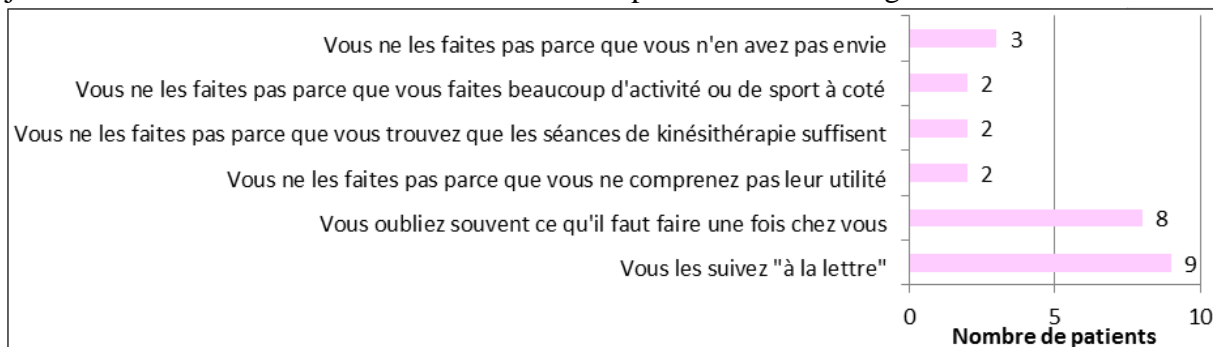 Vous ne les faites pas parce que vous n'en avez pas envie 3
Vous ne les faites pas parce que vous faites beaucoup d'activité ou de sport à coté 2
Vous ne les faites pas parce que vous trouvez que les séances de kinésithérapie suffisent 2
Vous ne les faites pas parce que vous ne comprenez pas leur utilité 2
Vous oubliez souvent ce qu'il faut faire une fois chez vous 8
Vous les suivez "à la lettre" 9
0 5 10
Nombre de patients